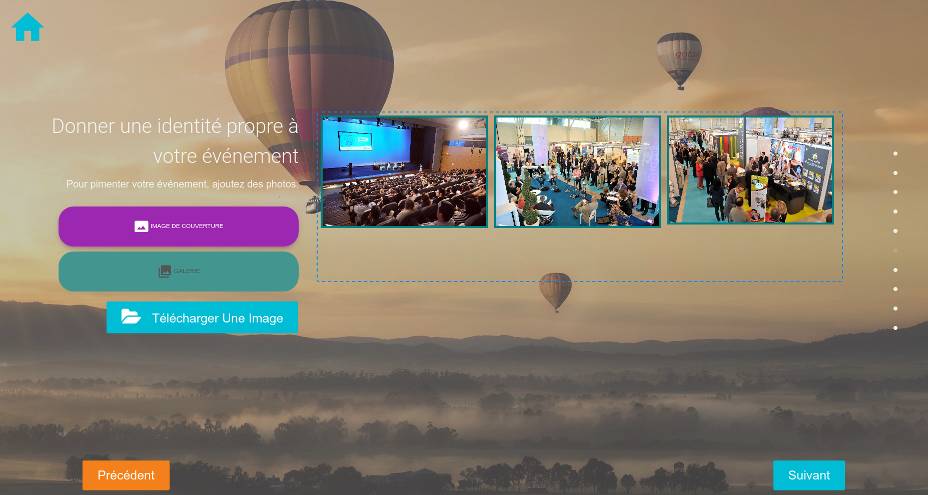 Donner une identité propre à
votre événement
Pour pimenter votre événement, ajoutez des photos.
IMAGE DE COUVERTURE
GALERIE
Télécharger Une Image
Précédent
Suivant